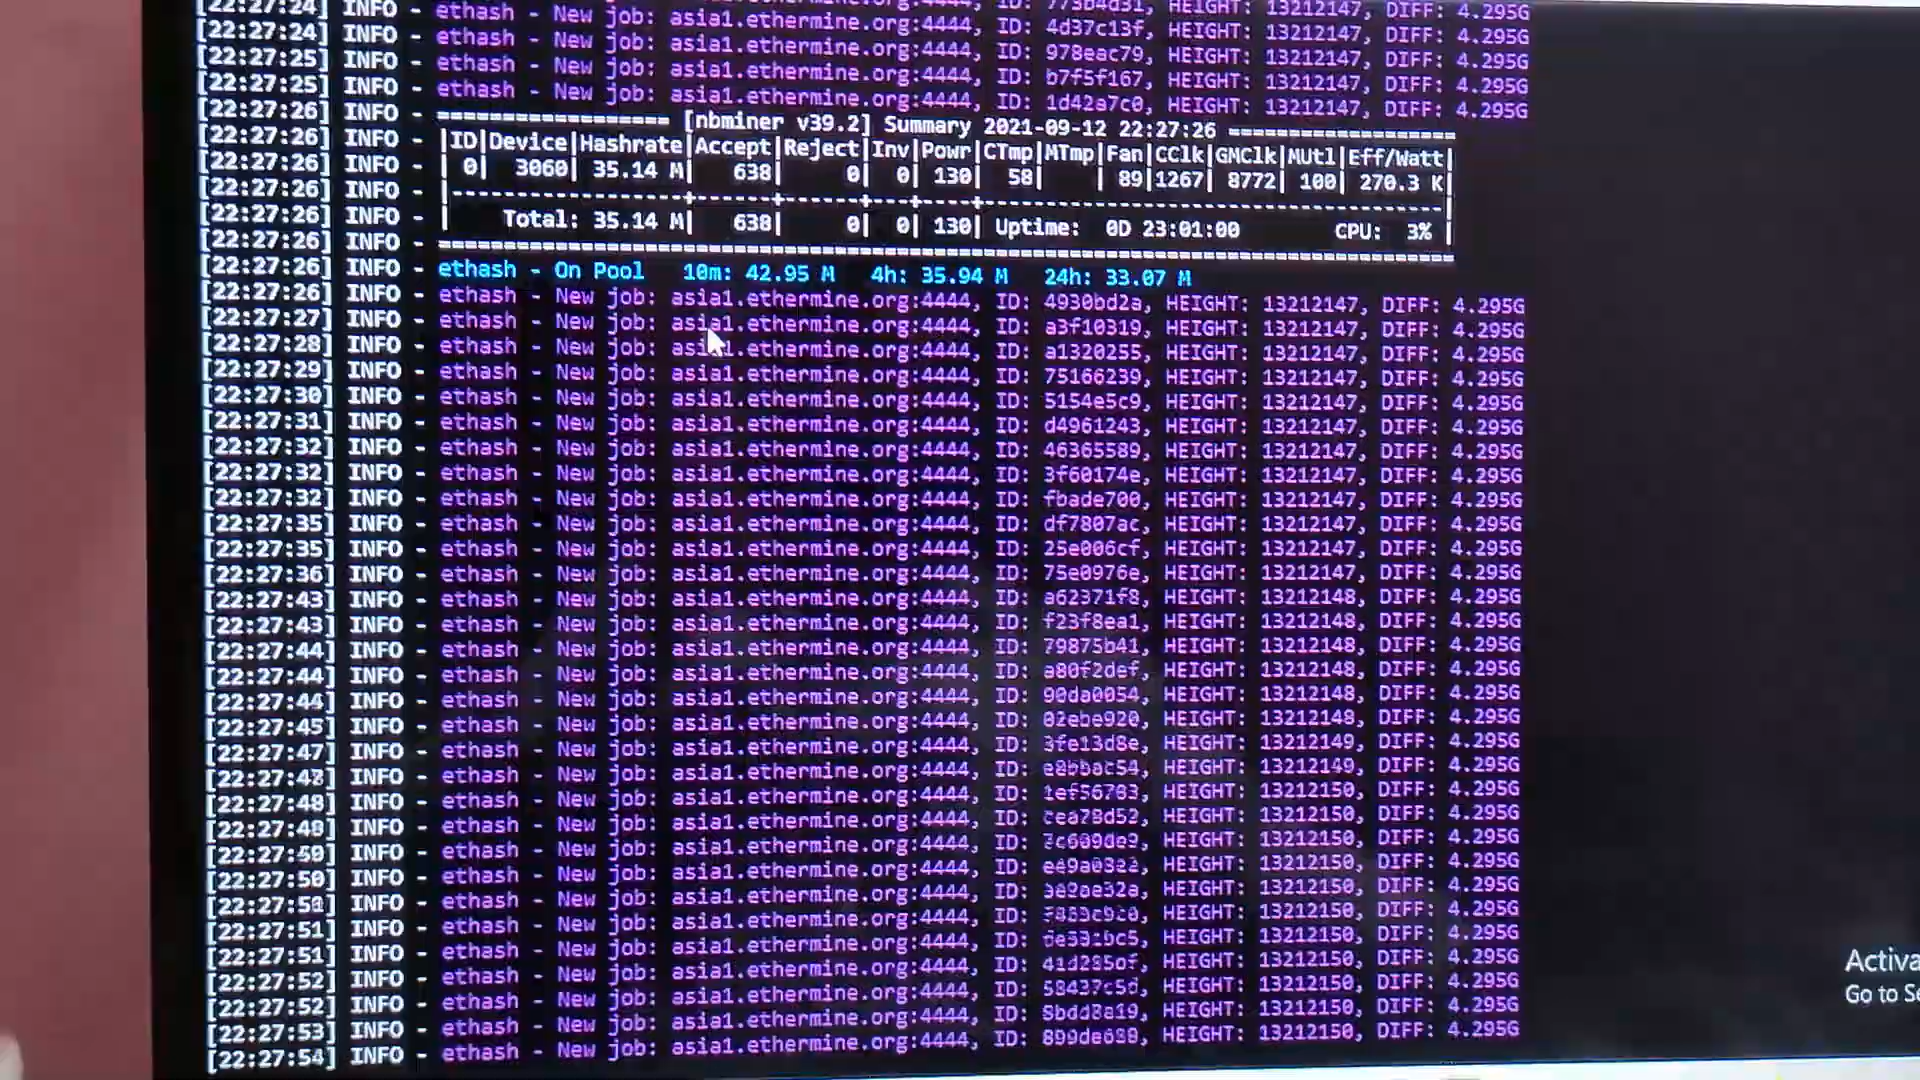 [22:27:24] INFO - ethash - New job: asia1.ethermine.org:4444, ID: 773b4d31, HEIGHT: 13212147, DIFF: 4.295G
[22:27:24] INFO - ethash - New job: asia1.ethermine.org:4444, ID: 4d37c13f, HEIGHT: 13212147, DIFF: 4.295G
[22:27:25] INFO - ethash - New job: asia1.ethermine.org:4444, ID: 978eac79, HEIGHT: 13212147, DIFF: 4.295G
[22:27:25] INFO - ethash - New job: asia1.ethermine.org:4444, ID: b7f5f167, HEIGHT: 13212147, DIFF: 4.295G
[22:27:26] INFO - ethash - New job: asia1.ethermine.org:4444, ID: 1d42a7c0, HEIGHT: 13212147, DIFF: 4.295G
[22:27:26] INFO - =================== [nbminer v39.2] Summary 2021-09-12 22:27:26 ===================
[22:27:26] INFO - |ID|Device|Hashrate|Accept|Reject|Inv|Powr|CTmp|MTmp|Fan|CClk|GMClk|MUtl|Eff/Watt|
[22:27:26] INFO - | 0| 3060| 35.14 M| 638| 0| 0| 130| 58| | 89|1267| 8772| 100| 270.3 K|
[22:27:26] INFO - |------------------+------+------+---+----+----------------------------------------|
[22:27:26] INFO - | Total: 35.14 M| 638| 0| 0| 130| Uptime: 0D 23:01:00 CPU: 3% |
[22:27:26] INFO - ===================================================================
[22:27:26] INFO - ethash - On Pool 10m: 42.95 M 4h: 35.94 M 24h: 33.07 M
[22:27:26] INFO - ethash - New job: asia1.ethermine.org:4444, ID: 4930bd2a, HEIGHT: 13212147, DIFF: 4.295G
[22:27:27] INFO - ethash - New job: asia1.ethermine.org:4444, ID: a3f10319, HEIGHT: 13212147, DIFF: 4.295G
[22:27:28] INFO - ethash - New job: asia1.ethermine.org:4444, ID: a1320255, HEIGHT: 13212147, DIFF: 4.295G
[22:27:29] INFO - ethash - New job: asia1.ethermine.org:4444, ID: 75166239, HEIGHT: 13212147, DIFF: 4.295G
[22:27:30] INFO - ethash - New job: asia1.ethermine.org:4444, ID: 5154e5c9, HEIGHT: 13212147, DIFF: 4.295G
[22:27:31] INFO - ethash - New job: asia1.ethermine.org:4444, ID: d4961243, HEIGHT: 13212147, DIFF: 4.295G
[22:27:32] INFO - ethash - New job: asia1.ethermine.org:4444, ID: 46365589, HEIGHT: 13212147, DIFF: 4.295G
[22:27:32] INFO - ethash - New job: asia1.ethermine.org:4444, ID: 3f60174e, HEIGHT: 13212147, DIFF: 4.295G
[22:27:32] INFO - ethash - New job: asia1.ethermine.org:4444, ID: fbade700, HEIGHT: 13212147, DIFF: 4.295G
[22:27:35] INFO - ethash - New job: asia1.ethermine.org:4444, ID: df7807ac, HEIGHT: 13212147, DIFF: 4.295G
[22:27:35] INFO - ethash - New job: asia1.ethermine.org:4444, ID: 25e006cf, HEIGHT: 13212147, DIFF: 4.295G
[22:27:36] INFO - ethash - New job: asia1.ethermine.org:4444, ID: 75e0976e, HEIGHT: 13212147, DIFF: 4.295G
[22:27:43] INFO - ethash - New job: asia1.ethermine.org:4444, ID: a62371f8, HEIGHT: 13212148, DIFF: 4.295G
[22:27:43] INFO - ethash - New job: asia1.ethermine.org:4444, ID: f23f8ea1, HEIGHT: 13212148, DIFF: 4.295G
[22:27:44] INFO - ethash - New job: asia1.ethermine.org:4444, ID: 79875b41, HEIGHT: 13212148, DIFF: 4.295G
[22:27:44] INFO - ethash - New job: asia1.ethermine.org:4444, ID: a80f2def, HEIGHT: 13212148, DIFF: 4.295G
[22:27:44] INFO - ethash - New job: asia1.ethermine.org:4444, ID: 90da0054, HEIGHT: 13212148, DIFF: 4.295G
[22:27:45] INFO - ethash - New job: asia1.ethermine.org:4444, ID: 02ebe920, HEIGHT: 13212148, DIFF: 4.295G
[22:27:47] INFO - ethash - New job: asia1.ethermine.org:4444, ID: 3fe13d8e, HEIGHT: 13212149, DIFF: 4.295G
INFO - ethash - New job: asia1.ethermine.org:4444, ID: HEIGHT: 13212149, DIFF: 4.295G
[22:27:48] INFO - ethash - New job: asia1.ethermine.org:4444, ID: HEIGHT: 13212150, DIFF: 4.295G
[22:27:48] INFO - ethash - New job: asia1.ethermine.org:4444, ID: HEIGHT: 13212150, DIFF: 4.295G
INFO - ethash - New job: asia1.ethermine.org:4444, ID: HEIGHT: 13212150, DIFF: 4.295G
[22:27:50] INFO - ethash - New job: asia1.ethermine.org:4444, ID: HEIGHT: 13212150, DIFF: 4.295G
INFO - ethash - New job: asia1.ethermine.org:4444, ID: HEIGHT: 13212150, DIFF: 4.295G
[22:27:51] INFO - ethash - New job: asia1.ethermine.org:4444, ID: HEIGHT: 13212150, DIFF: 4.295G
[22:27:51] INFO - ethash - New job: asia1.ethermine.org:4444, ID: HEIGHT: 13212150, DIFF: 4.295G
[22:27:52] INFO - ethash - New job: asia1.ethermine.org:4444, ID: HEIGHT: 13212150, DIFF: 4.295G
[22:27:52] INFO - ethash - New job: asia1.ethermine.org:4444, ID: HEIGHT: 13212150, DIFF: 4.295G
[22:27:53] INFO - ethash - New job: asia1.ethermine.org:4444, ID: HEIGHT: 13212150, DIFF: 4.295G
[22:27:54] INFO - ethash - New job: asia1.ethermine.org:4444, ID: HEIGHT: 13212150, DIFF: 4.295G
Activa
Go to Se